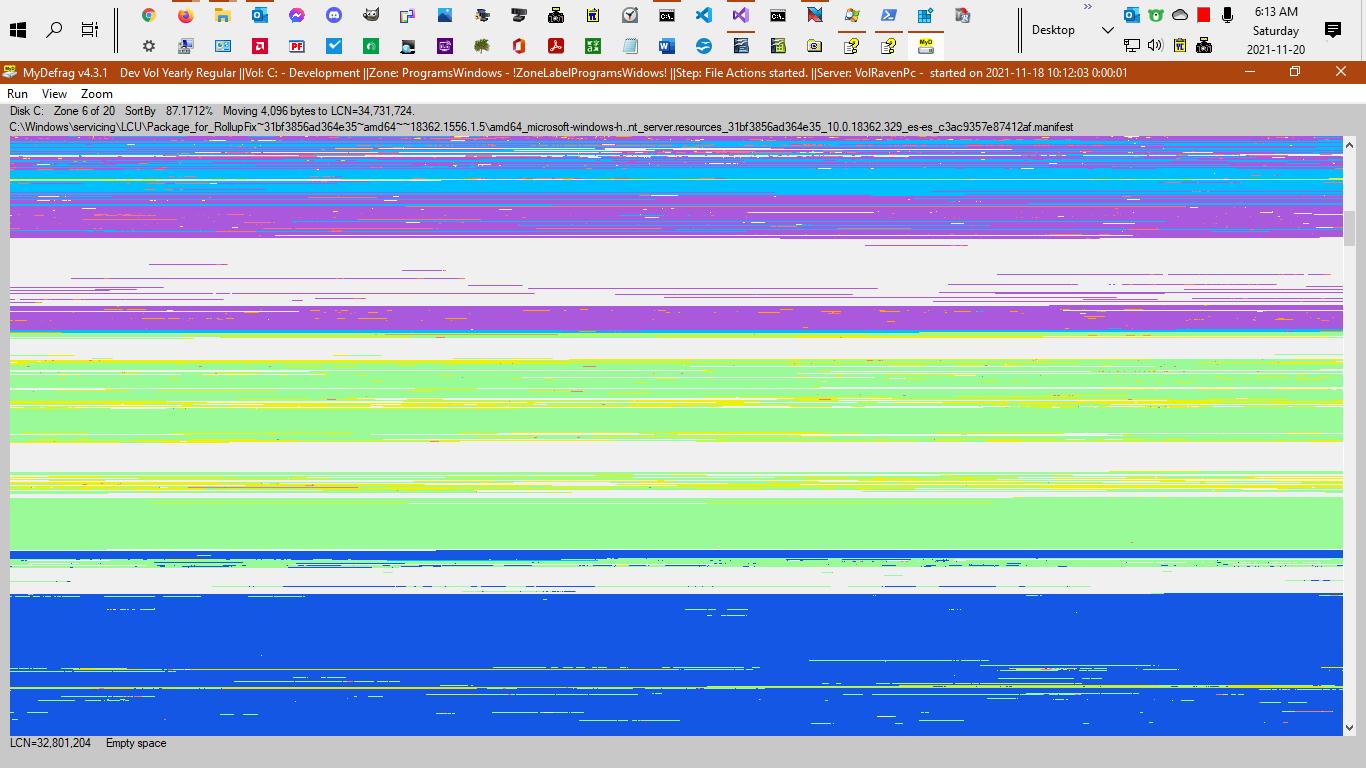 6:13 AM
Desktop
Saturday
2021-11-20
MyDefrag v4.3.1 Dev Vol Yearly Regular ||Vol: C: - Development ||Zone: ProgramsWindows - !ZoneLabelProgramsWidows! ||Step: File Actions started. ||Server: VolRavenPc - started on 2021-11-18 10:12:03 0:00:01
Run View Zoom
Disk C: Zone 6 of 20 SortBy 87.1712% Moving 4,096 bytes to LCN=34,731,724.
C:\Windows\servicing\LCU\Package_for_RollupFix~31bf3856ad364e35~amd64~~18362.1556.1.5\amd64_microsoft-windows-h..nt_server.resources_31bf3856ad364e35_10.0.18362.329_es-es_c3ac9357e87412af.manifest
LCN=32,801,204 Empty space